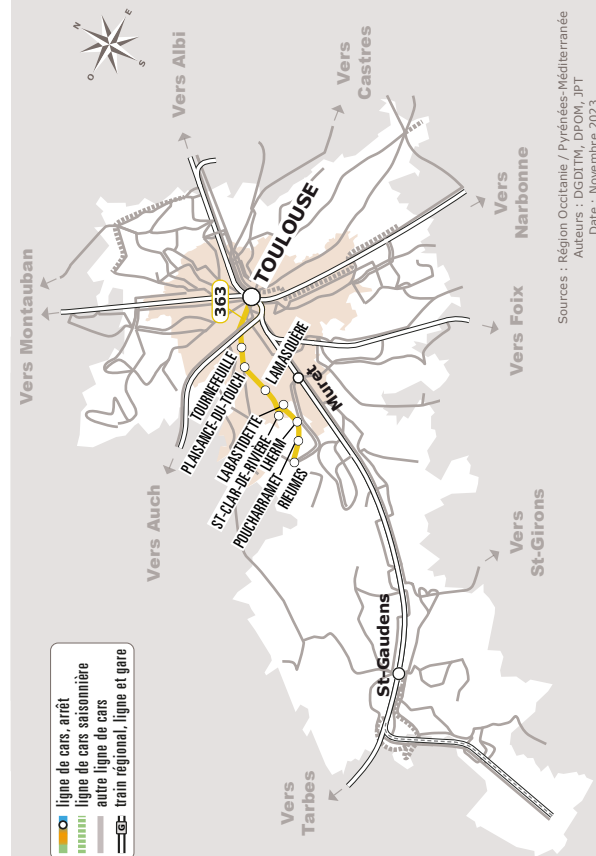 N
E
S
O
Vers Albi
Vers
Castres
Vers Montauban
TOULOUSE
363
Vers
Narbonne
Vers Foix
TOURNEFEUILLE
PLAISANCE-DU-TOUCH
LAMASQUÈRE
LABASTIDETTE
ST-CLAR-DE-RIVIÈRE
LHERM
POUCHARRAMET
RIEUMES
Muret
Vers Auch
Vers
St-Girons
St-Gaudens
Vers
Tarbes
ligne de cars, arrêt
ligne de cars saisonnière
autre ligne de cars
G
train régional, ligne et gare
Sources : Région Occitanie / Pyrénées-Méditerranée
Auteurs : DGDITM, DPOM, JPT
Date : Novembre 2023